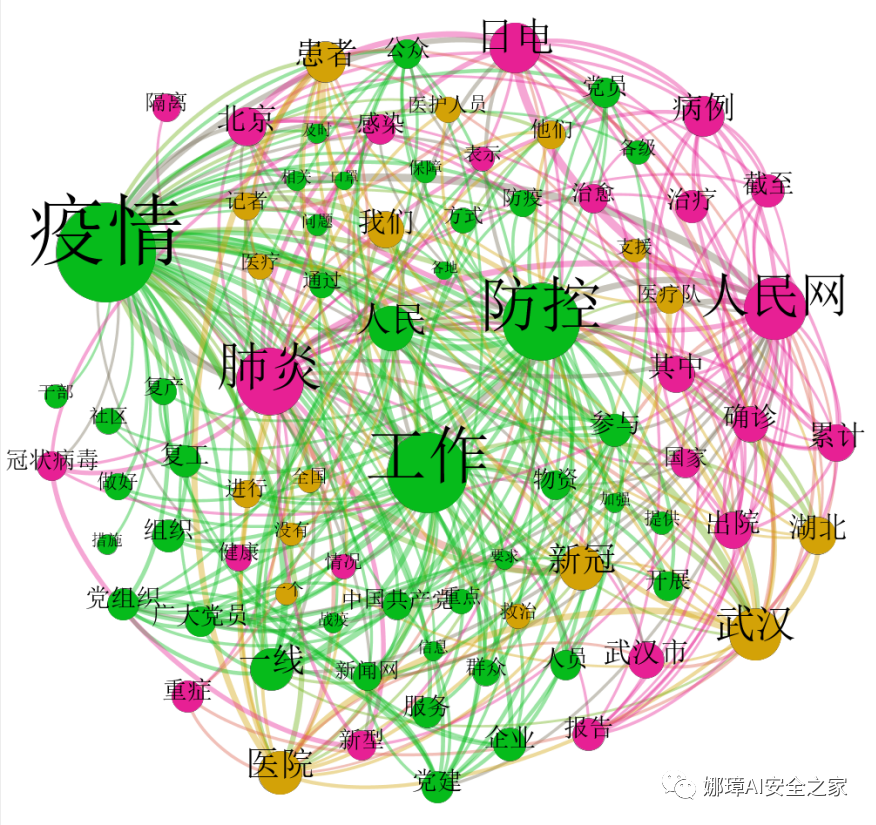 日电
患者
公众
党员
隔离
医护人员
病例
北京
及时
感染
他们
表示
各级
保障
相关
口罩
截至
记者
防疫
治愈
治疗
问题
我们
方式
疫情
支援
医疗
通过
各地
医疗队
人民网
防控
人民
肺炎
其中
干部
复产
社区
参与
确诊
累计
工作
冠状病毒
复工
国家
做好
进行
全国
物资
加强
提供
出院
湖北
组织
没有
措施
健康
情况
要求
新冠
开展
一个
党组织
中国共产党
重点
广大党员
战疫
救治
武汉
信息
一线
新闻网
群众
人员
武汉市
重症
服务
报告
新型
企业
医院
党建
娜璋AI安全之家